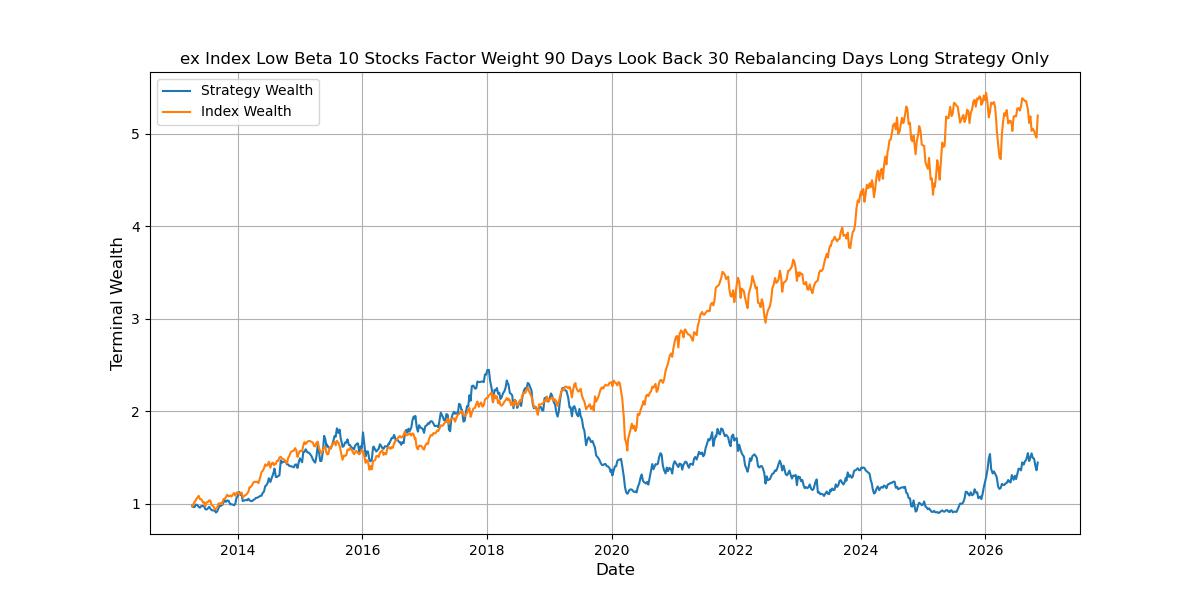 ex Index Low Beta 10 Stocks Factor Weight 90 Days Look Back 30 Rebalancing Days Long Strategy Only
Strategy Wealth
Index Wealth
Terminal Wealth
5
4
3
2
1
2014 2016 2018 2020 2022 2024 2026
Date